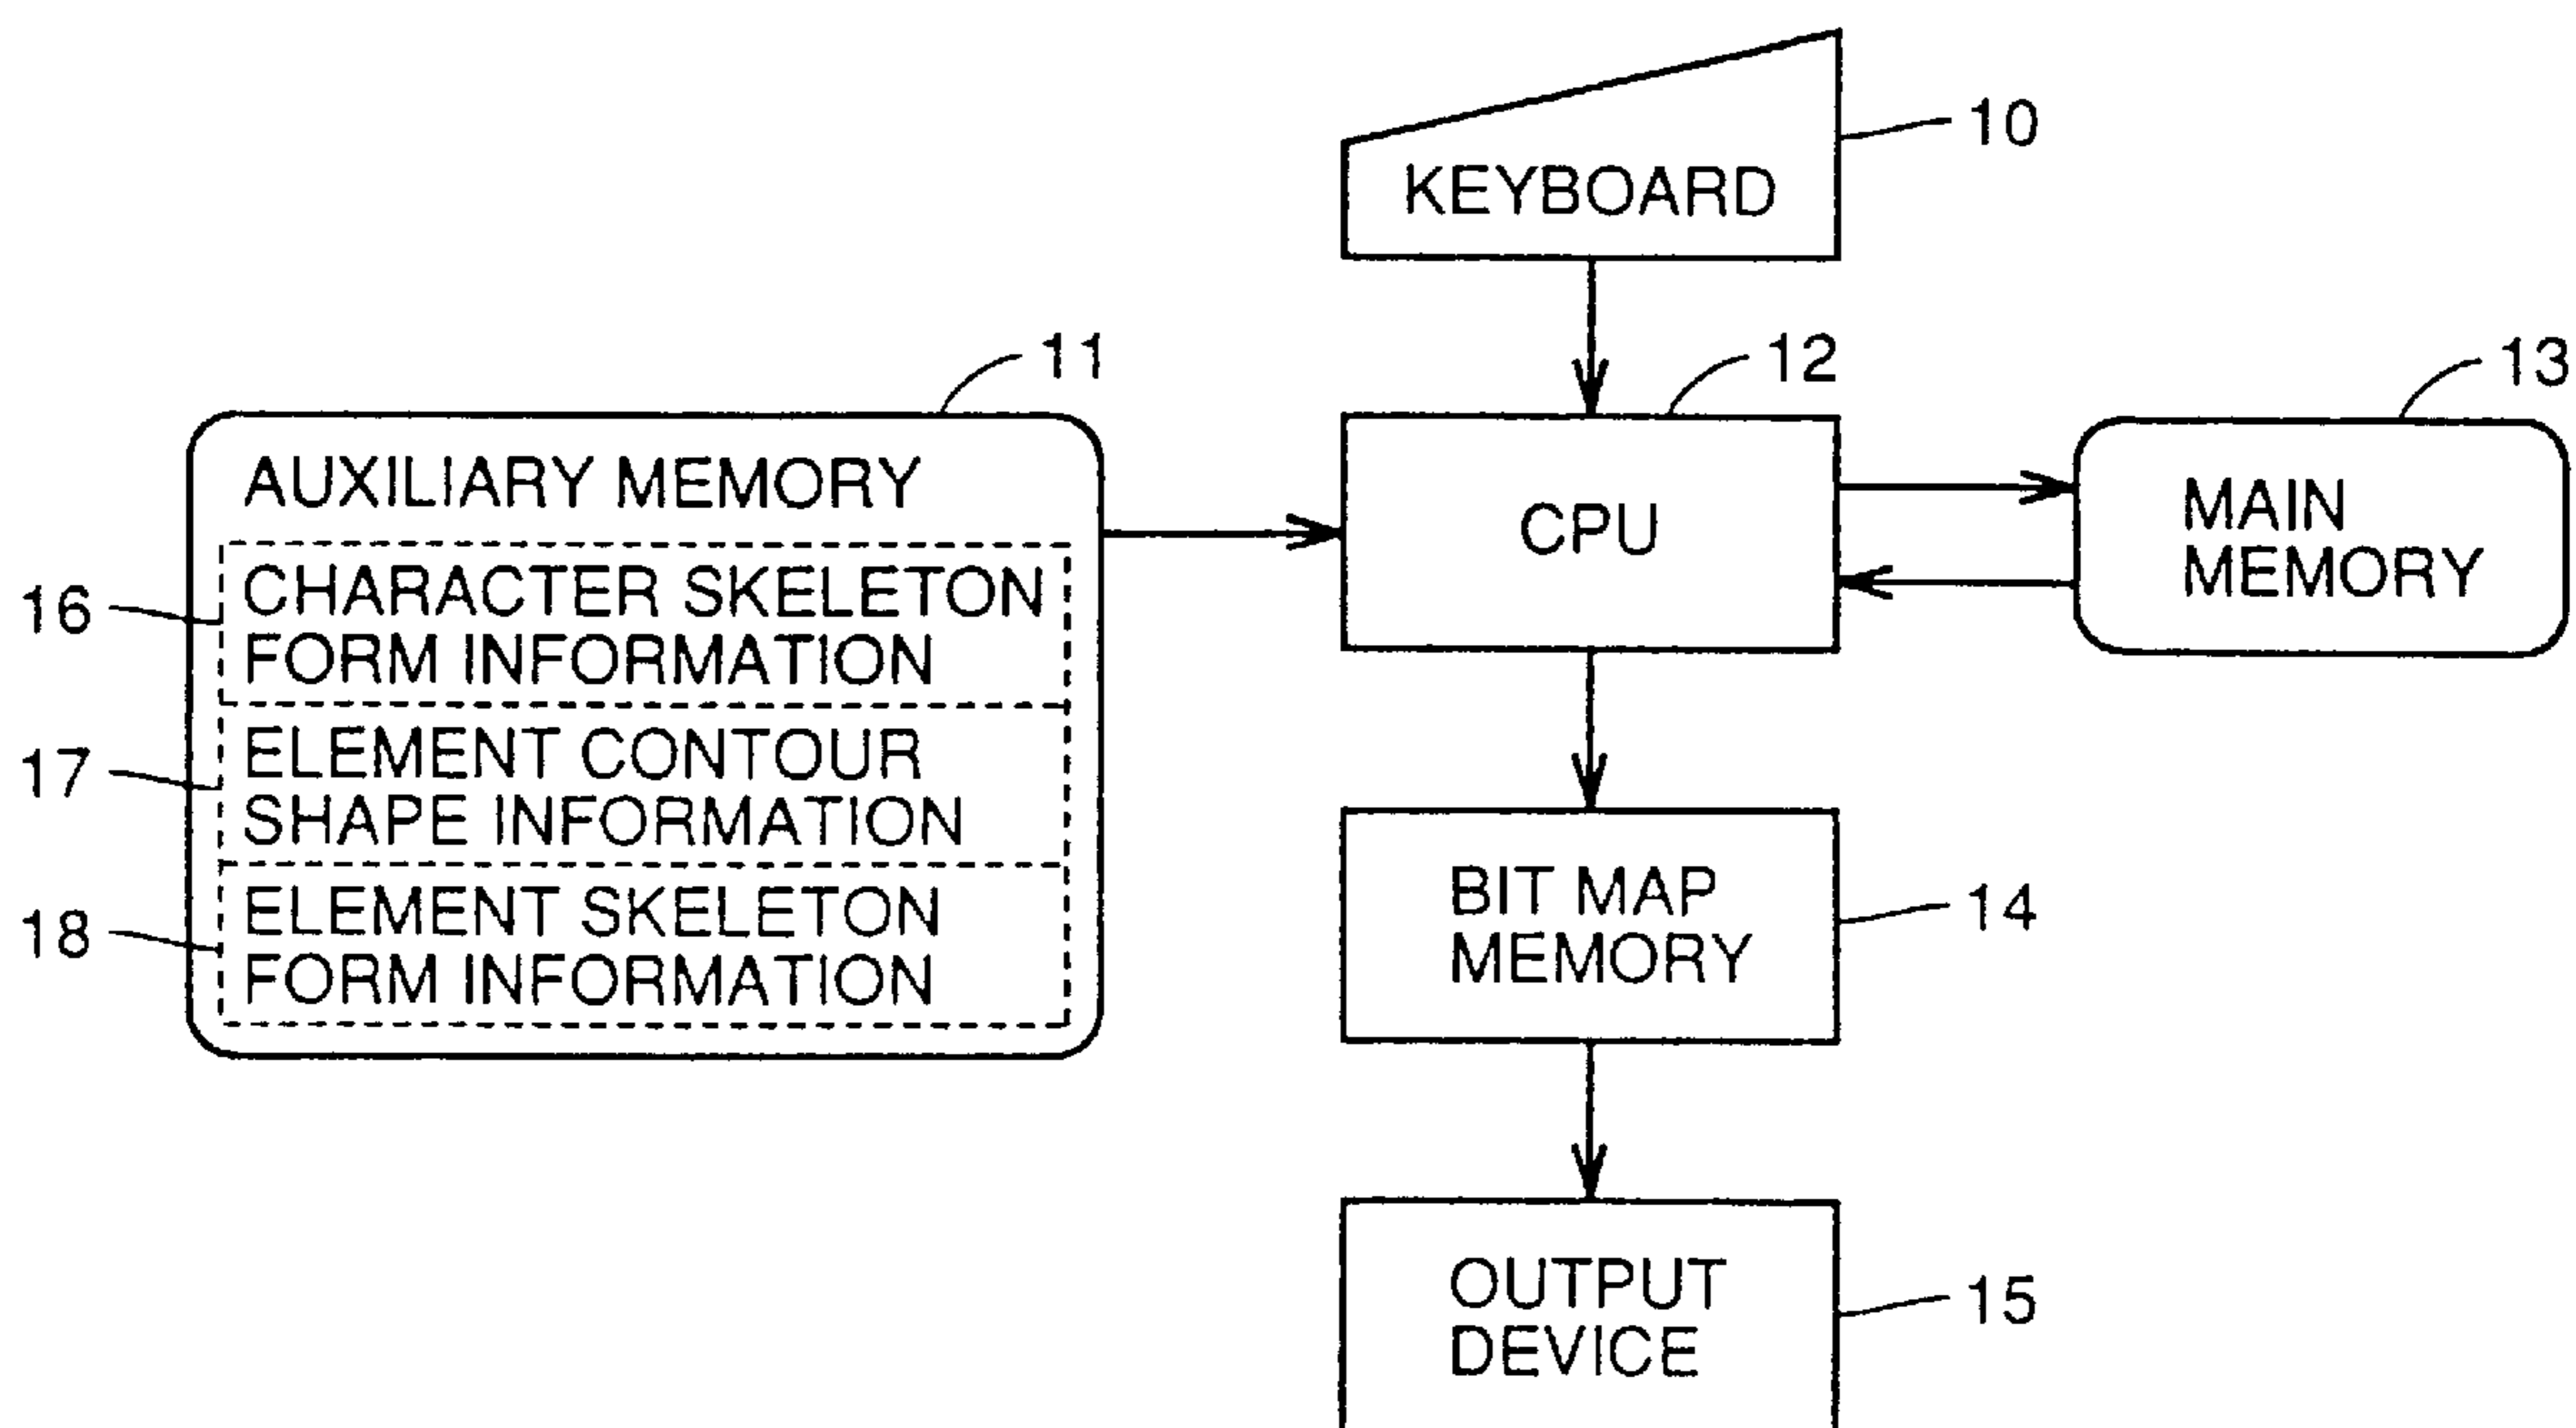 10
KEYBOARD
11
12
13
AUXILIARY MEMORY
CPU
MAIN
MEMORY
16
CHARACTER SKELETON
FORM INFORMATION
17
ELEMENT CONTOUR
SHAPE INFORMATION
18
ELEMENT SKELETON
FORM INFORMATION
BIT MAP
MEMORY
14
OUTPUT
DEVICE
15